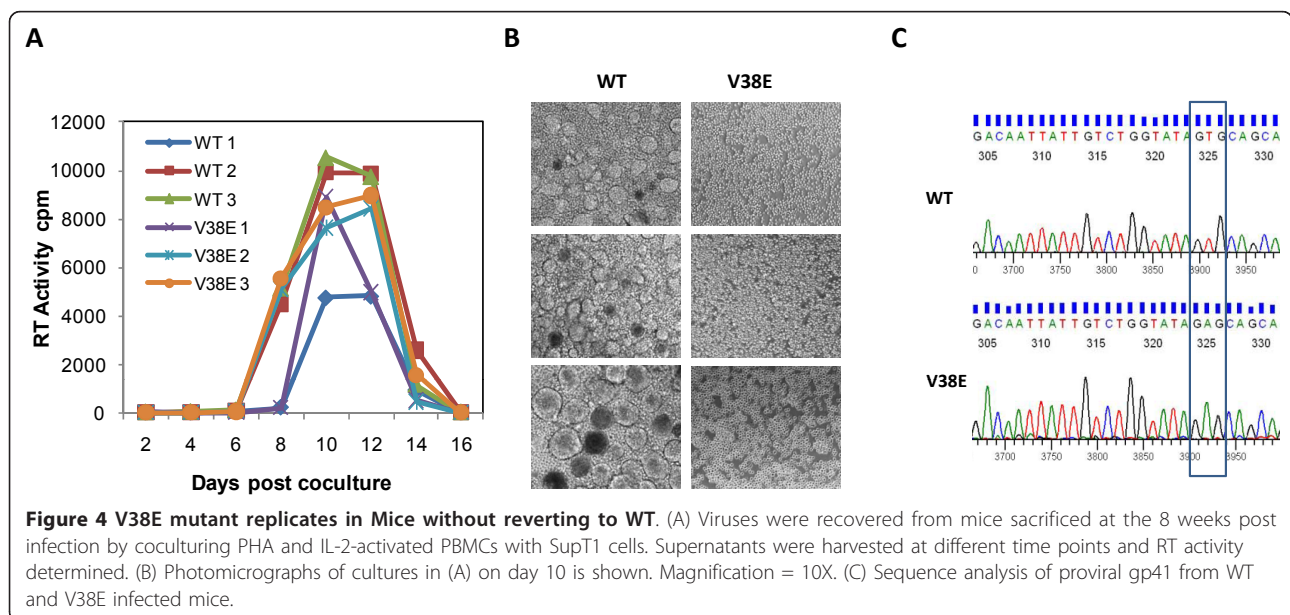 A
12000
10000
8000
6000
4000
2000
0
RT Activity cpm
WT 1
WT 2
WT 3
V38E 1
V38E 2
V38E 3
2 4 6 8 10 12 14 16
Days post coculture
B
WT V38E
C
GACAATTATTGTCTGGTATAGTGCAGCA
305 310 315 320 325 330
WT
0 3700 3750 3800 3850 3900 3950
GACAATTATTGTCTGGTATAGAGCAGCA
305 310 315 320 325 330
V38E
3700 3750 3800 3850 3900 3950
Figure 4 V38E mutant replicates in Mice without reverting to WT. (A) Viruses were recovered from mice sacrificed at the 8 weeks post
infection by coculturing PHA and IL-2-activated PBMCs with SupT1 cells. Supernatants were harvested at different time points and RT activity
determined. (B) Photomicrographs of cultures in (A) on day 10 is shown. Magnification = 10X. (C) Sequence analysis of proviral gp41 from WT
and V38E infected mice.